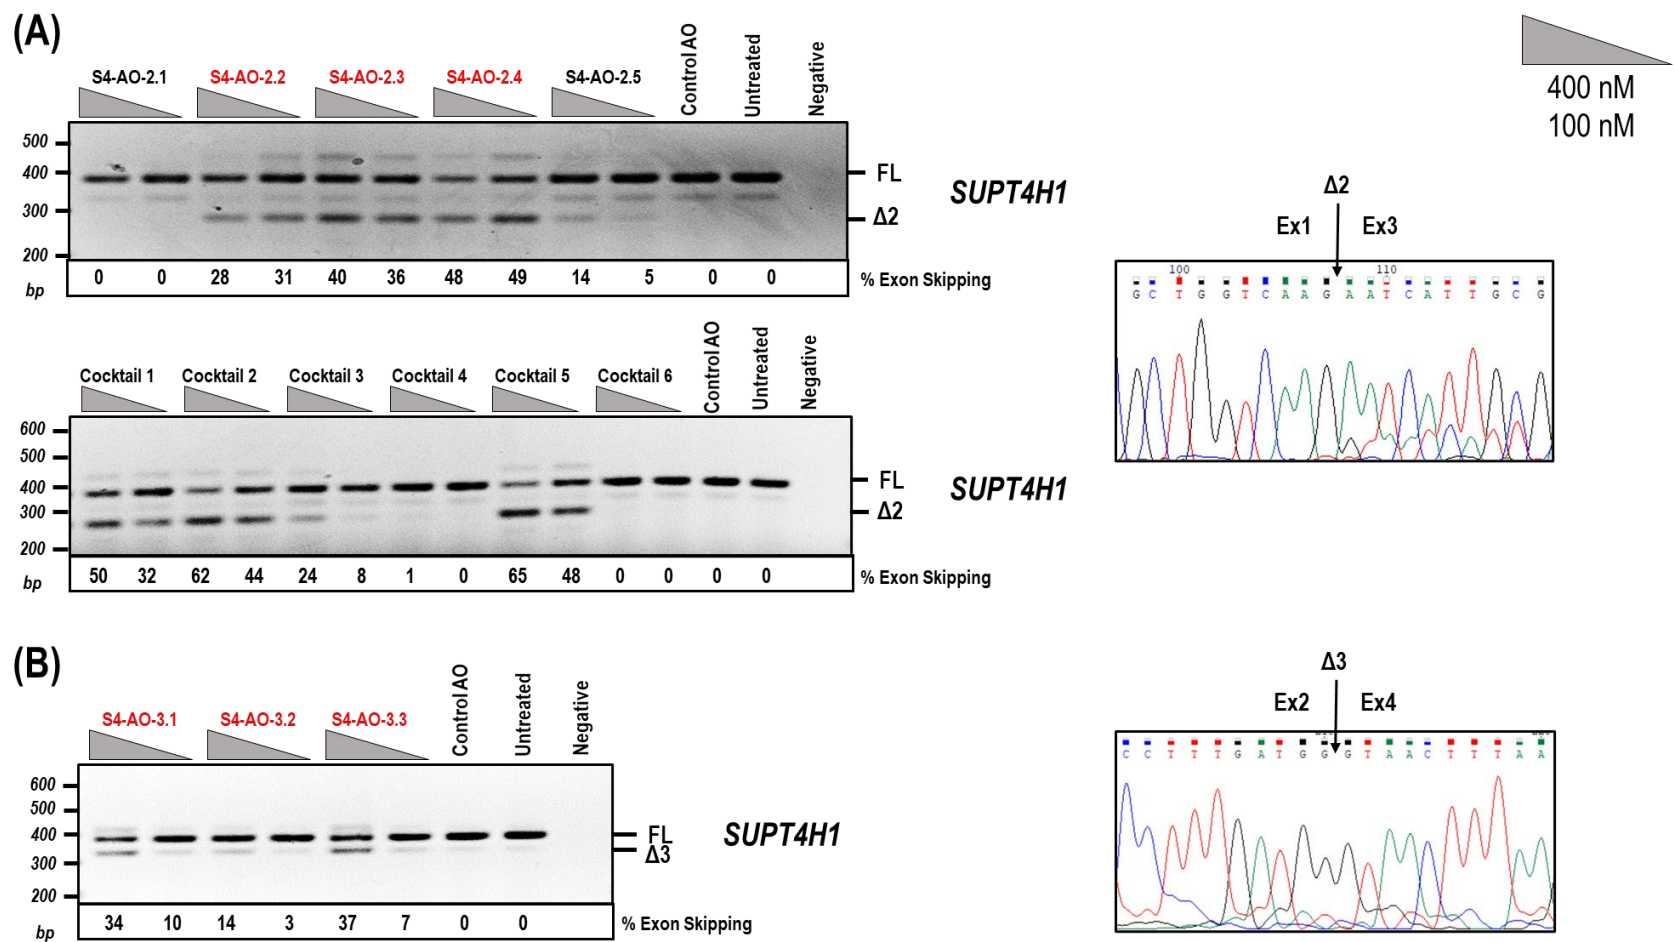 (A)
S4-AO-2.1 S4-AO-2.2 S4-AO-2.3 S4-AO-2.4 S4-AO-2.5 Control AO Untreated Negative
400 nM
100 nM
500
400
300
200
bp
FL
Δ2
SUPT4H1
0 0 28 31 40 36 48 49 14 5 0 0 % Exon Skipping
Δ2
Ex1 Ex3
100 110
G C T G G T C A A G A A T C A T T G C G
Cocktail 1 Cocktail 2 Cocktail 3 Cocktail 4 Cocktail 5 Cocktail 6 Control AO Untreated Negative
600
500
400
300
200
bp
FL
Δ2
SUPT4H1
50 32 62 44 24 8 1 0 65 48 0 0 0 0 % Exon Skipping
(B)
S4-AO-3.1 S4-AO-3.2 S4-AO-3.3 Control AO Untreated Negative
600
500
400
300
200
bp
FL
Δ3
SUPT4H1
34 10 14 3 37 7 0 0 % Exon Skipping
Δ3
Ex2 Ex4
C C T T T G A T G G G T A A C T T T A A